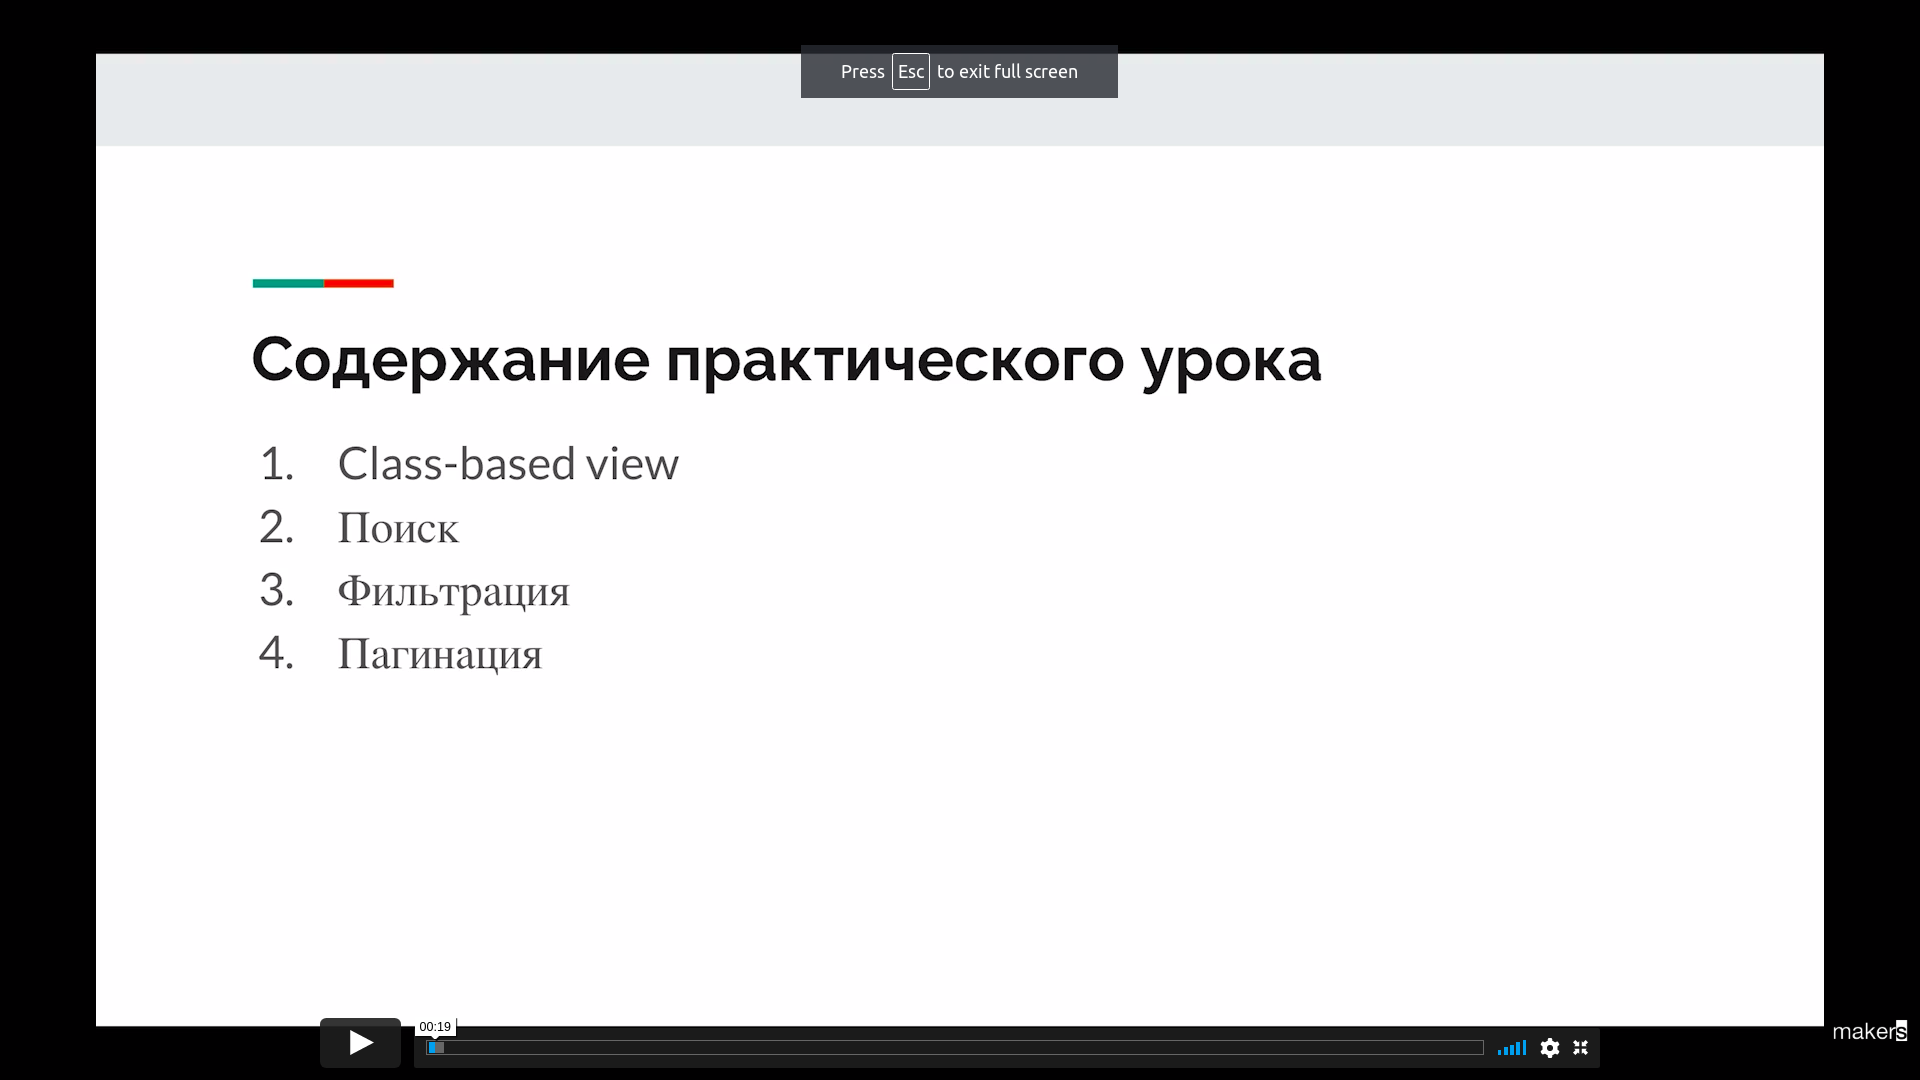 Press Esc to exit full screen
Содержание практического урока
1. Class-based view
2. Поиск
3. Фильтрация
4. Пагинация
00:19
makers